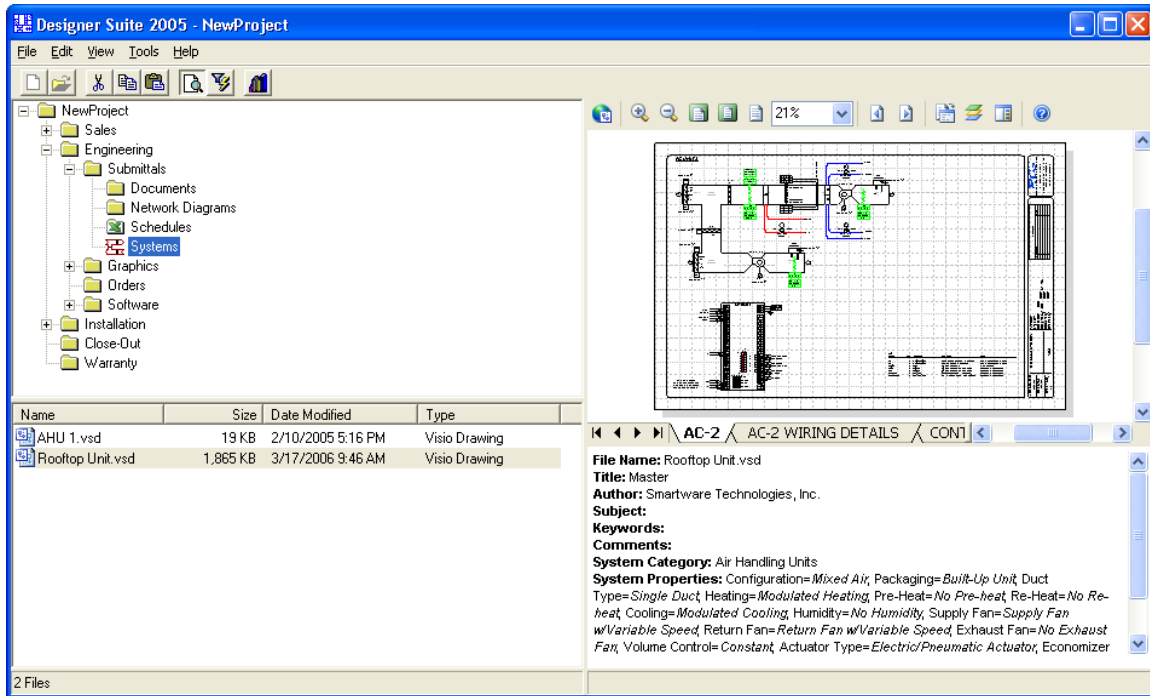 Designer Suite 2005 - NewProject
File Edit View Tools Help
NewProject
Sales
Engineering
Submittals
Documents
Network Diagrams
Schedules
Systems
Graphics
Orders
Software
Installation
Close-Out
Warranty
Name Size Date Modified Type
AHU 1.vsd 19 KB 2/10/2005 5:16 PM Visio Drawing
Rooftop Unit.vsd 1,865 KB 3/17/2006 9:46 AM Visio Drawing
21%
AC-2 AC-2 WIRING DETAILS CONT
File Name: Rooftop Unit.vsd
Title: Master
Author: Smartware Technologies, Inc.
Subject:
Keywords:
Comments:
System Category: Air Handling Units
System Properties: Configuration=Mixed Air, Packaging=Built-Up Unit, Duct
Type=Single Duct, Heating=Modulated Heating, Pre-Heat=No Pre-heat, Re-Heat=No Re-
heat, Cooling=Modulated Cooling, Humidity=No Humidity, Supply Fan=Supply Fan
w/Variable Speed, Return Fan=Return Fan w/Variable Speed, Exhaust Fan=No Exhaust
Fan, Volume Control=Constant, Actuator Type=Electric/Pneumatic Actuator, Economizer
2 Files